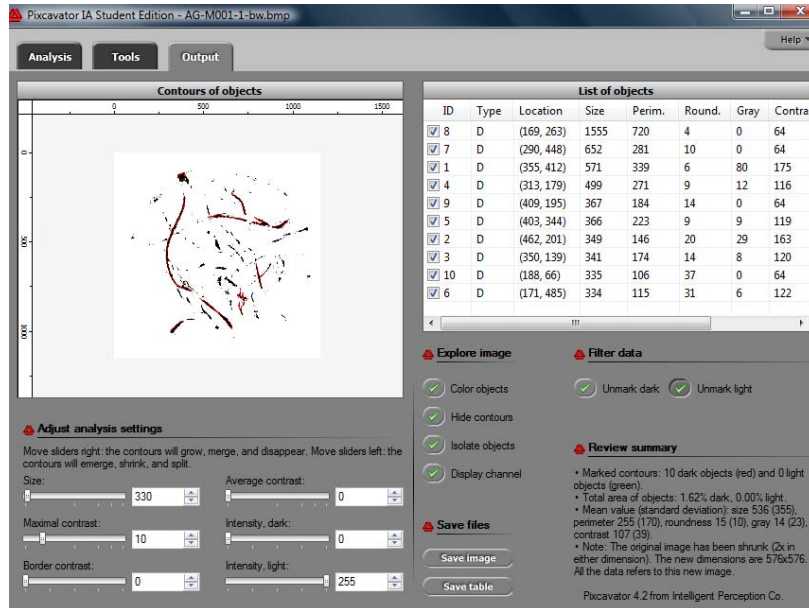 Pixcavator IA Student Edition - AG-M001-1-bw.bmp
Help
Analysis Tools Output
Contours of objects
0 500 1000 1500
0
500
1000
List of objects
ID Type Location Size Perim. Round. Gray Contra
8 D (169, 263) 1555 720 4 0 64
7 D (290, 448) 652 281 10 0 64
1 D (355, 412) 571 339 6 80 175
4 D (313, 179) 499 271 9 12 116
9 D (409, 195) 367 184 14 0 64
5 D (403, 344) 366 223 9 9 119
2 D (462, 201) 349 146 20 29 163
3 D (350, 139) 341 174 14 8 120
10 D (188, 66) 335 106 37 0 64
6 D (171, 485) 334 115 31 6 122
Explore image
Color objects
Hide contours
Isolate objects
Display channel
Filter data
Unmark dark Unmark light
Adjust analysis settings
Move sliders right: the contours will grow, merge, and disappear. Move sliders left: the
contours will emerge, shrink, and split.
Size: 330
Average contrast: 0
Maximal contrast: 10
Intensity, dark: 0
Border contrast: 0
Intensity, light: 255
Save files
Save image
Save table
Review summary
• Marked contours: 10 dark objects (red) and 0 light
objects (green).
• Total area of objects: 1.62% dark, 0.00% light.
• Mean value (standard deviation): size 536 (355),
perimeter 255 (170), roundness 15 (10), gray 14 (23),
contrast 107 (39).
• Note: The original image has been shrunk (2x in
either dimension). The new dimensions are 576x576.
All the data refers to this new image.
Pixcavator 4.2 from Intelligent Perception Co.